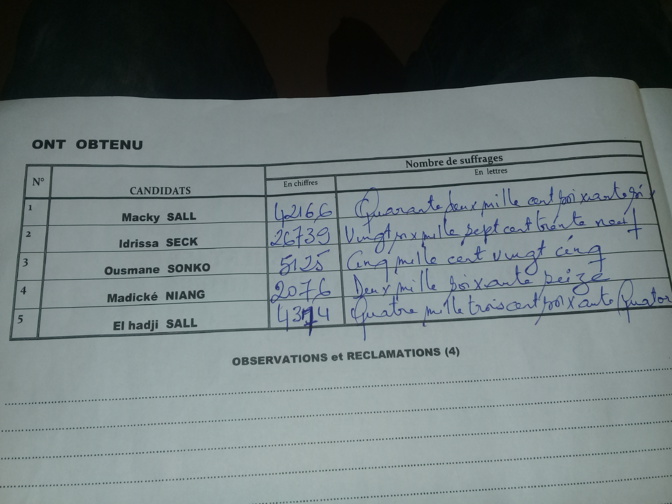 ONT OBTENU
N° CANDIDATS Nombre de suffrages
En chiffres En lettres
1 Macky SALL 42166 Quarante deux mille cent soixante six
2 Idrissa SECK 26739 Vingt six mille sept cent trente neuf
3 Ousmane SONKO 5125 Cinq mille cent vingt cinq
4 Madické NIANG 2076 Deux mille soixante seize
5 El hadji SALL 4374 Quatre mille trois cent soixante Quator
OBSERVATIONS et RECLAMATIONS (4)